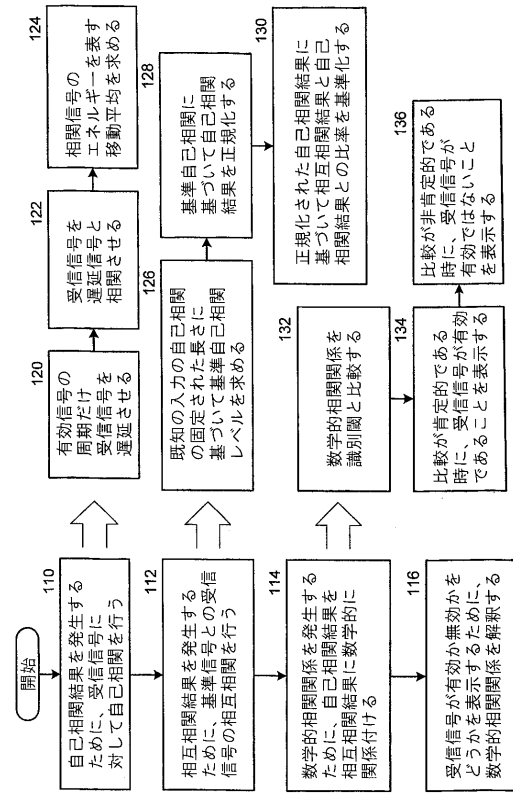 開始
110
自己相関結果を発生する
ために、受信信号に
対して自己相関を行う
112
相互相関結果を発生する
ために、基準信号との受信
信号の相互相関を行う
114
数学的相関関係を発生する
ために、自己相関結果を
相互相関結果に数学的に
関係付ける
116
受信信号が有効か無効かを
どうかを表示するために、
数学的相関関係を解釈する
120
有効信号の
周期だけ
受信信号を
遅延させる
122
受信信号を
遅延信号と
相関させる
124
相関信号の
エネルギーを表す
移動平均を求める
126
既知の入力の自己相関
の固定された長さに
基づいて基準自己相関
レベルを求める
128
基準自己相関に
基づいて自己相関
結果を正規化する
130
正規化された自己相関結果に
基づいて相互相関結果と自己
相関結果との比率を基準化する
132
数学的相関関係を
識別閾と比較する
134
比較が肯定的である
時に、受信信号が有効
であることを表示する
136
比較が非肯定的である
時に、受信信号が
有効ではないこと
を表示する